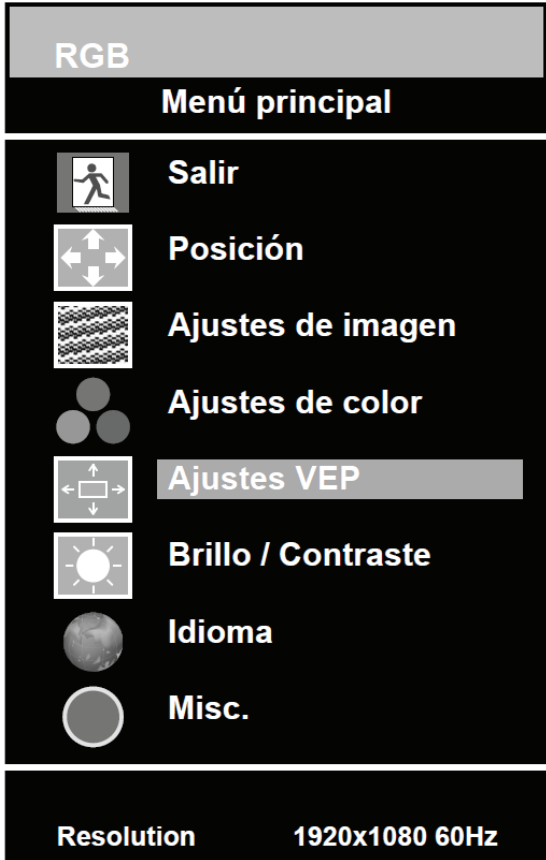 RGB
Menú principal
Salir
Posición
Ajustes de imagen
Ajustes de color
Ajustes VEP
Brillo / Contraste
Idioma
Misc.
Resolution 1920x1080 60Hz